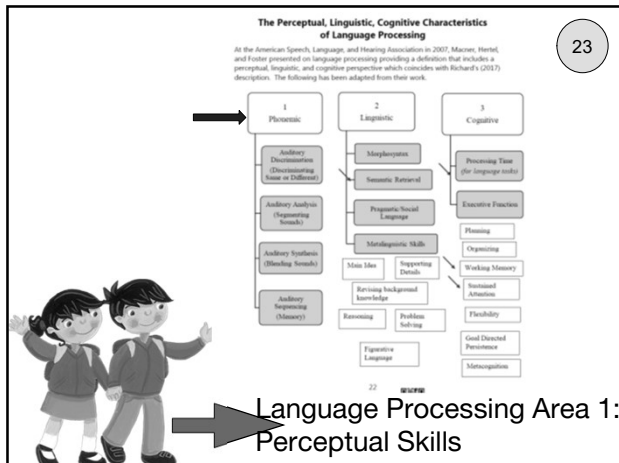 The Perceptual, Linguistic, Cognitive Characteristics
of Language Processing
23
At the American Speech, Language, and Hearing Association in 2007, Macner, Hertel,
and Foster presented on language processing providing a definition that includes a
perceptual, linguistic, and cognitive perspective which coincides with Richard's (2017)
description. The following has been adapted from their work.
1
Phonemic
Auditory
Discrimination
(Discriminating
Same or Different)
Auditory Analysis
(Segmenting
Sounds)
Auditory Synthesis
(Blending Sounds)
Auditory
Sequencing
(Memory)
2
Linguistic
Morphosyntax
Semantic Retrieval
Pragmatic/Social
Language
Metalinguistic Skills
Main Idea
Supporting
Details
Revising background
knowledge
Reasoning
Problem
Solving
Figurative
Language
3
Cognitive
Processing Time
(for language tasks)
Executive Function
Planning
Organizing
Working Memory
Sustained
Attention
Flexibility
Goal Directed
Persistence
Metacognition
22
Language Processing Area 1:
Perceptual Skills